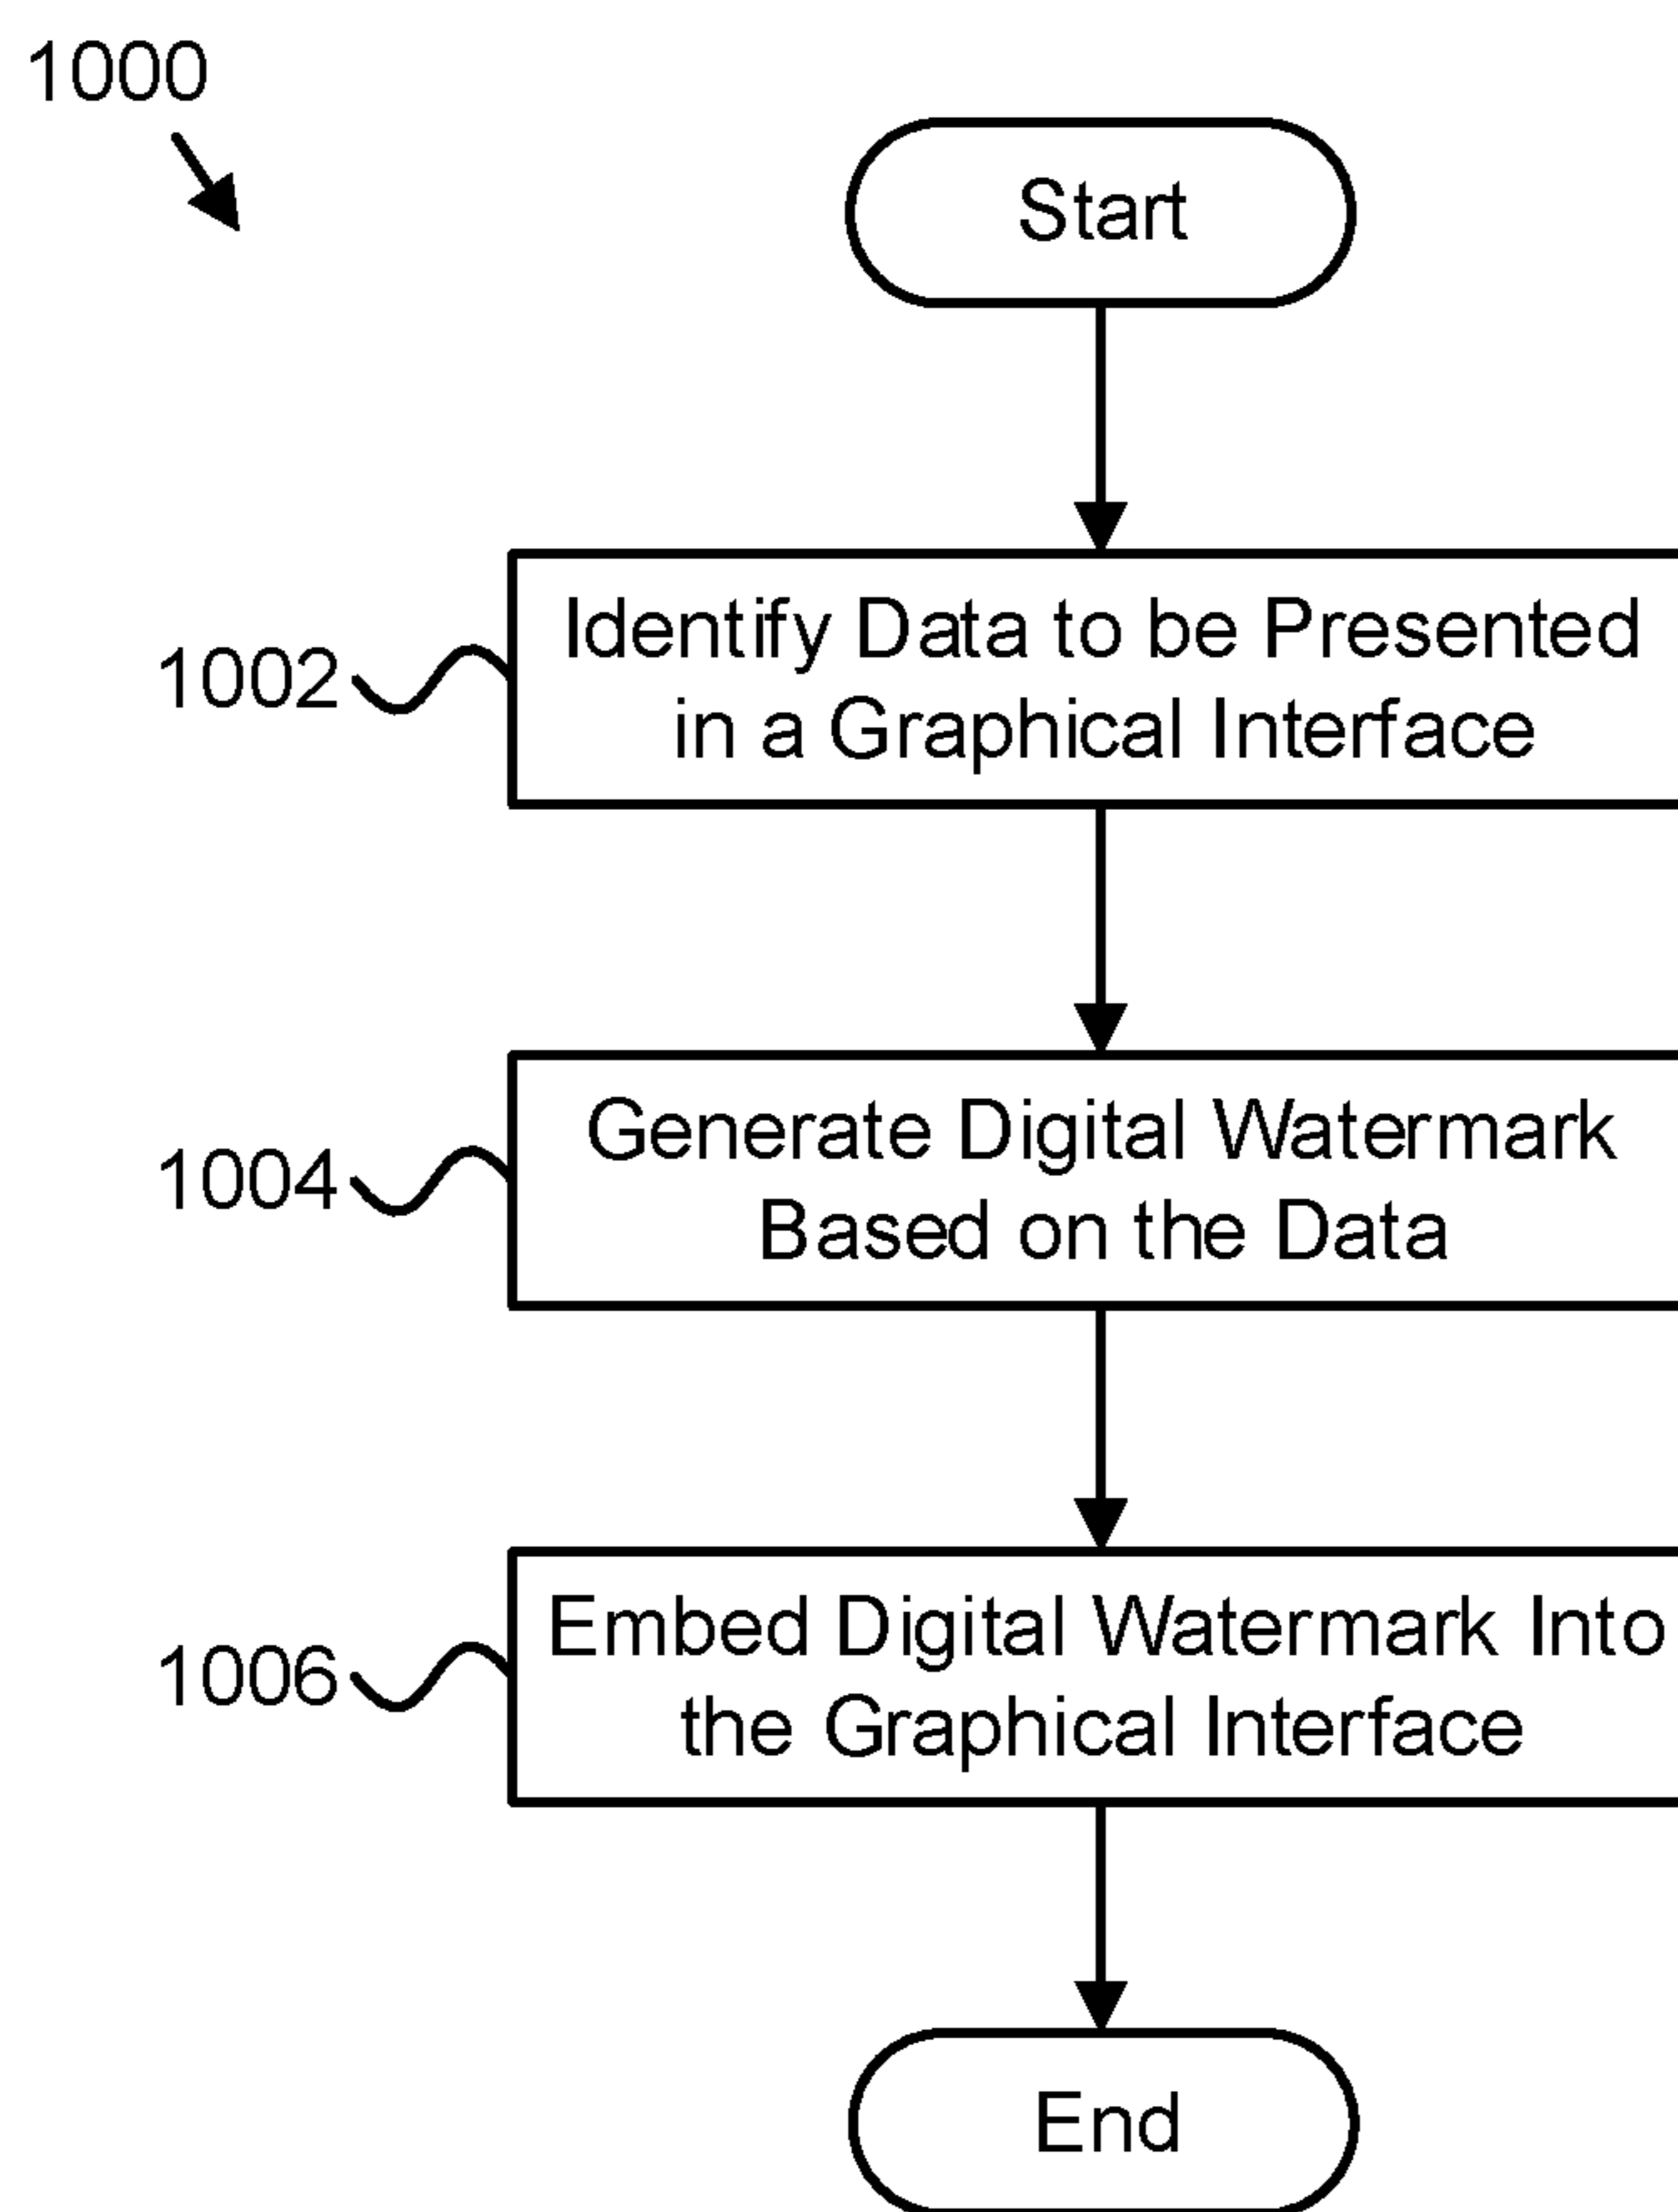 1000
Start
1002
Identify Data to be Presented
in a Graphical Interface
1004
Generate Digital Watermark
Based on the Data
1006
Embed Digital Watermark Into
the Graphical Interface
End